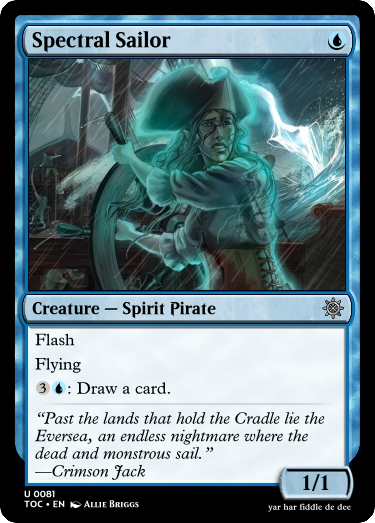 Spectral Sailor
Creature — Spirit Pirate
Flash
Flying
3: Draw a card.
“Past the lands that hold the Cradle lie the
Eversea, an endless nightmare where the
dead and monstrous sail.”
—Crimson Jack
1/1
U 0081
TOC • EN Allie Briggs
yar har fiddle de dee